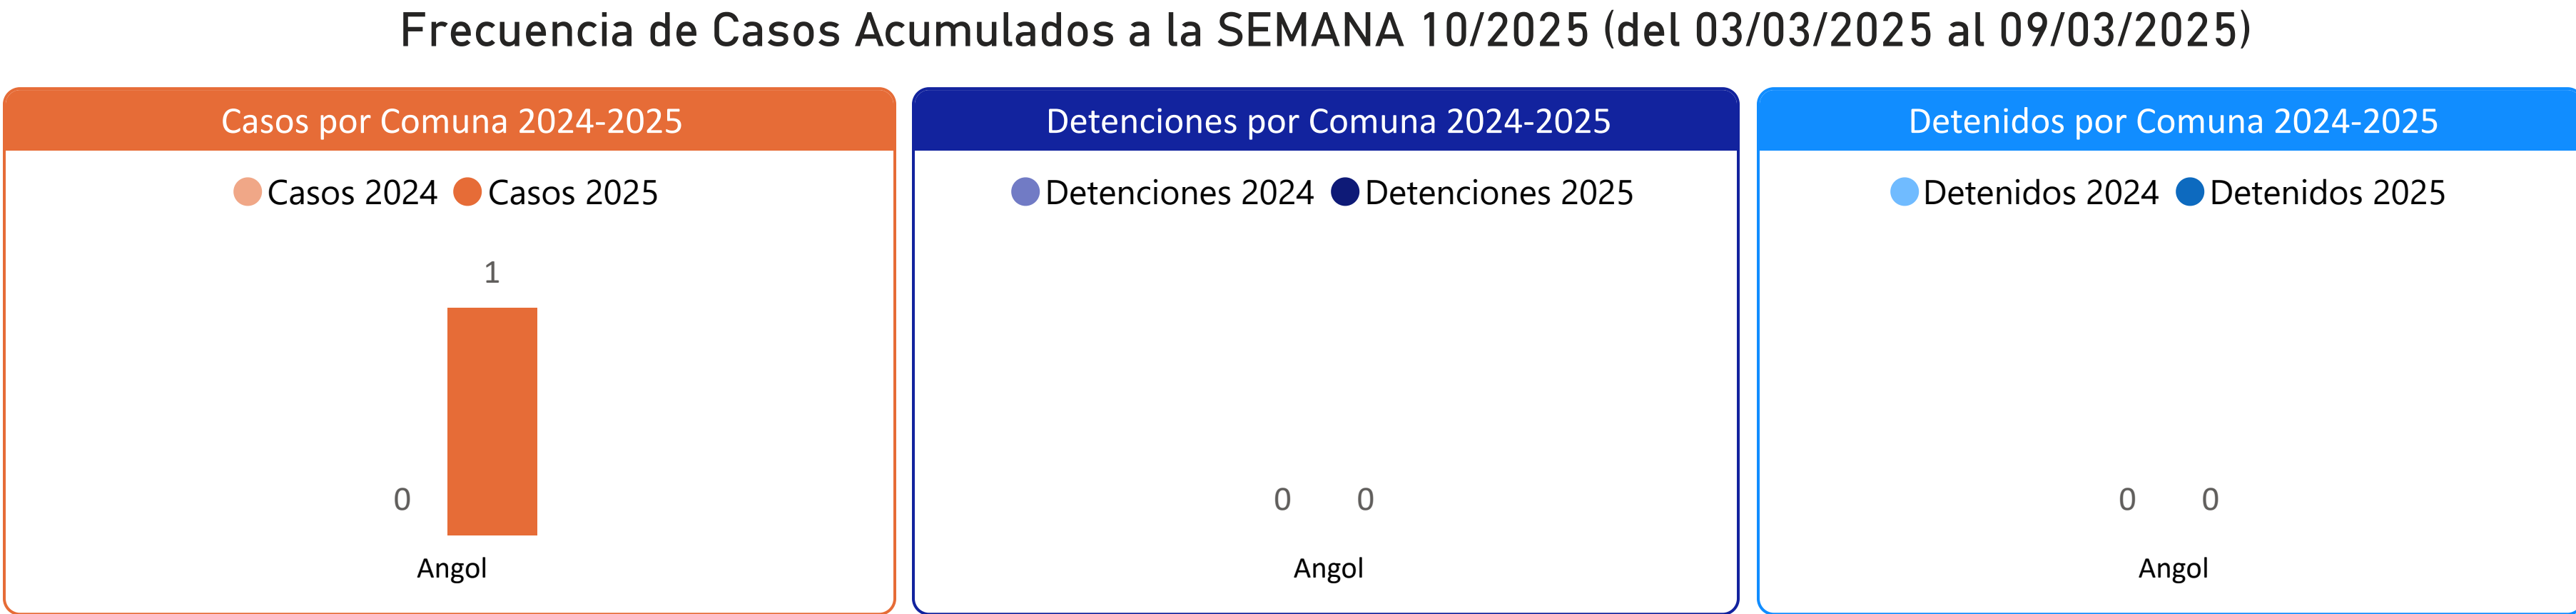 Frecuencia de Casos Acumulados a la SEMANA 10/2025 (del 03/03/2025 al 09/03/2025)
Casos por Comuna 2024-2025
Casos 2024 Casos 2025
1
0
Angol
Detenciones por Comuna 2024-2025
Detenciones 2024 Detenciones 2025
0 0
Angol
Detenidos por Comuna 2024-2025
Detenidos 2024 Detenidos 2025
0 0
Angol